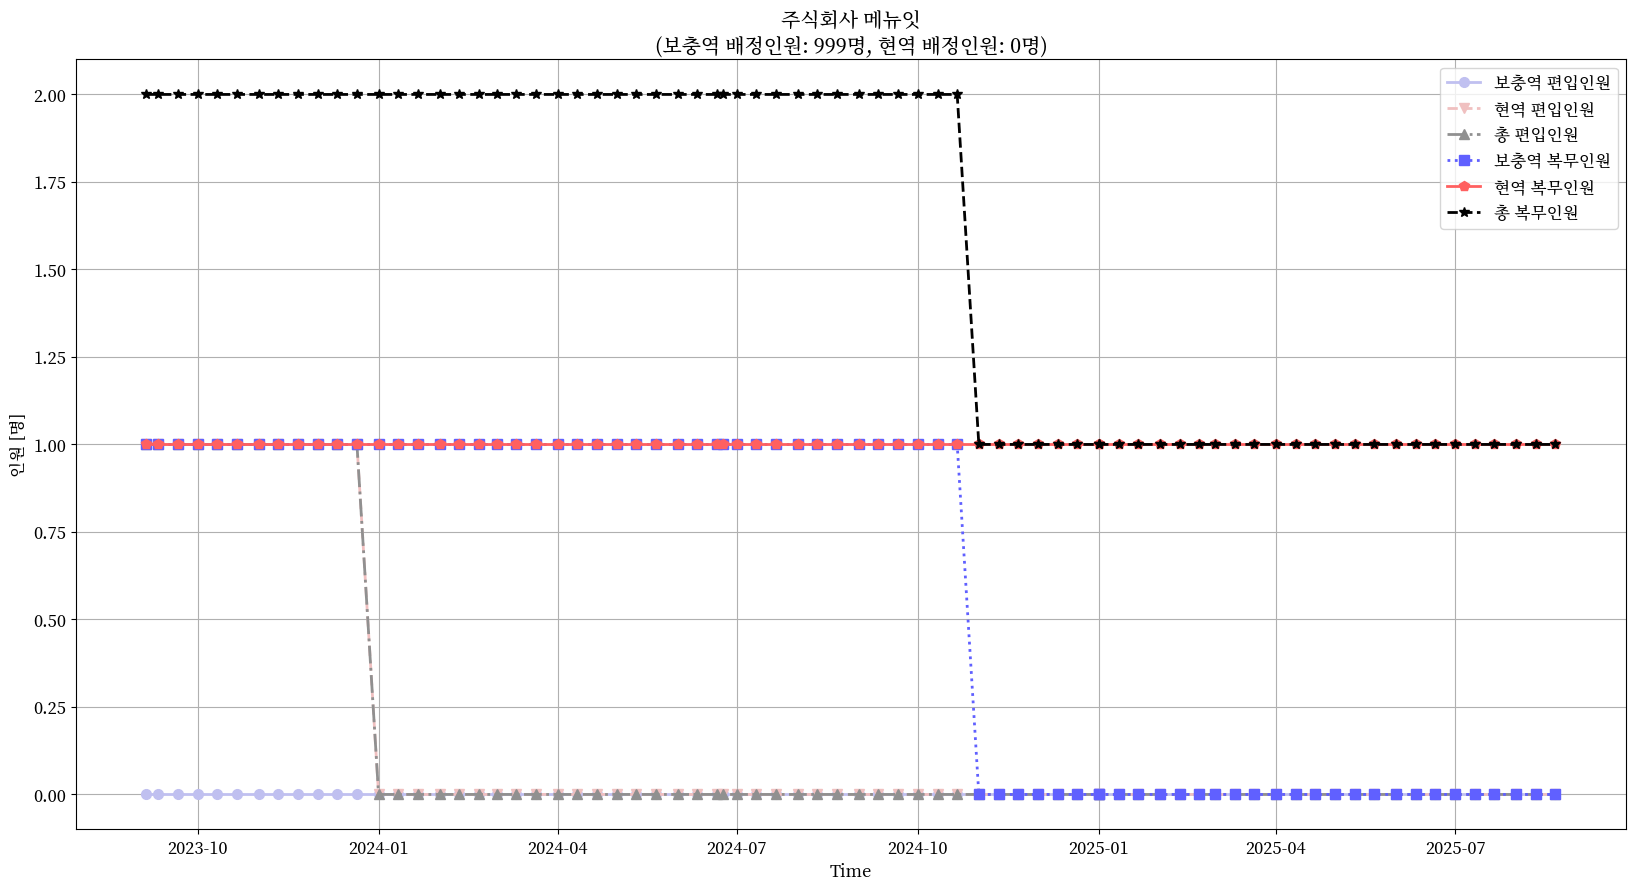 주식회사 메뉴잇
(보충역 배정인원: 999명, 현역 배정인원: 0명)
보충역 편입인원
현역 편입인원
총 편입인원
보충역 복무인원
현역 복무인원
총 복무인원
인원 [명]
2.00
1.75
1.50
1.25
1.00
0.75
0.50
0.25
0.00
2023-10
2024-01
2024-04
2024-07
2024-10
2025-01
2025-04
2025-07
Time